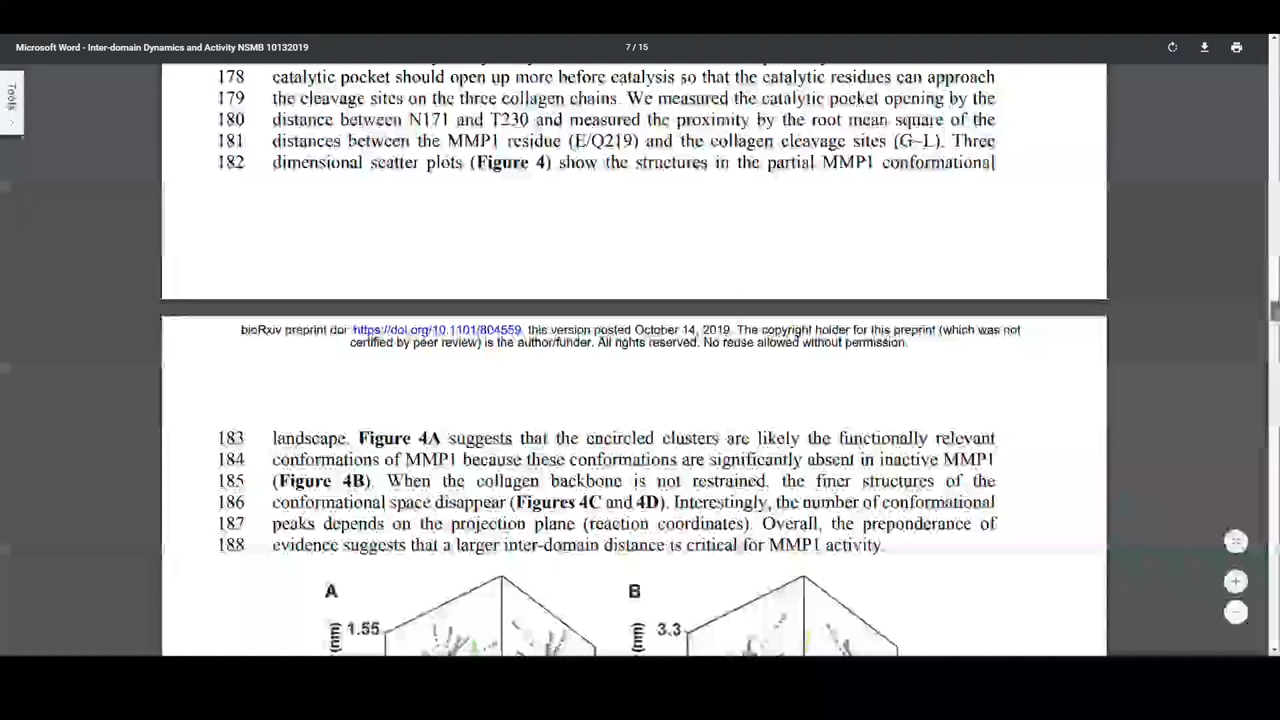 Microsoft Word - Inter-domain Dynamics and Activity NSMB 10132019
7 / 15
Tools
178 catalytic pocket should open up more before catalysis so that the catalytic residues can approach
179 the cleavage sites on the three collagen chains. We measured the catalytic pocket opening by the
180 distance between N171 and T230 and measured the proximity by the root mean square of the
181 distances between the MMP1 residue (E/Q219) and the collagen cleavage sites (G~L). Three
182 dimensional scatter plots (Figure 4) show the structures in the partial MMP1 conformational
bioRxiv preprint doi: https://doi.org/10.1101/804559. this version posted October 14, 2019. The copyright holder for this preprint (which was not
certified by peer review) is the author/funder. All rights reserved. No reuse allowed without permission.
183 landscape. Figure 4A suggests that the encircled clusters are likely the functionally relevant
184 conformations of MMP1 because these conformations are significantly absent in inactive MMP1
185 (Figure 4B). When the collagen backbone is not restrained, the finer structures of the
186 conformational space disappear (Figures 4C and 4D). Interestingly, the number of conformational
187 peaks depends on the projection plane (reaction coordinates). Overall, the preponderance of
188 evidence suggests that a larger inter-domain distance is critical for MMP1 activity.
A B
(nm) 1.55 (nm) 3.3